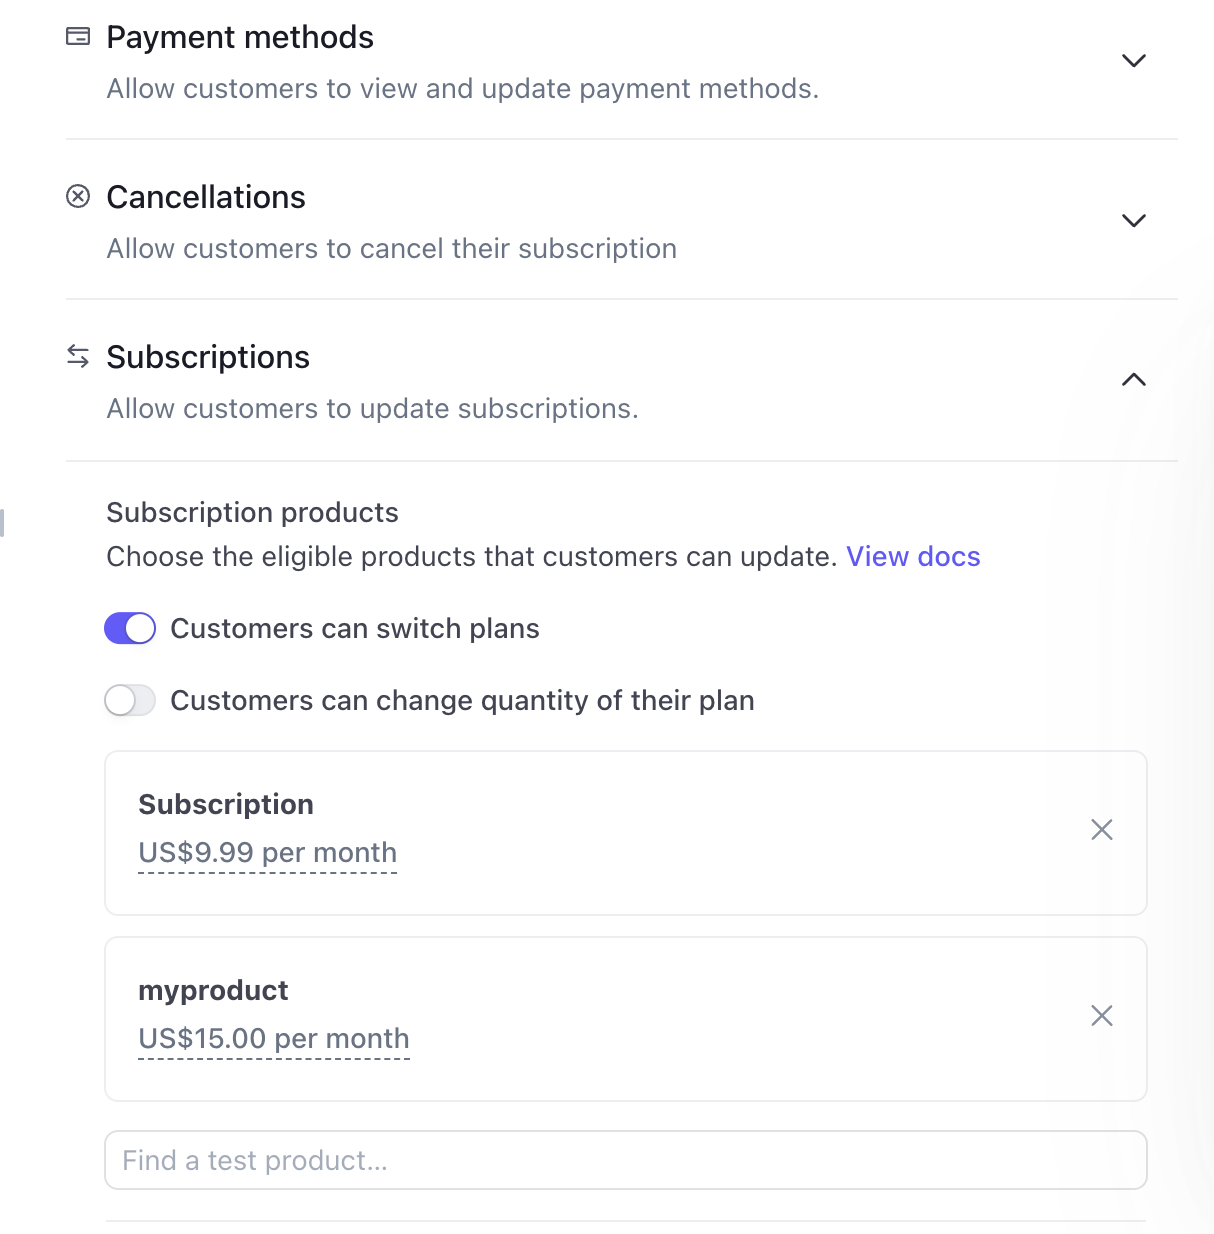 Payment methods
Allow customers to view and update payment methods.
Cancellations
Allow customers to cancel their subscription
Subscriptions
Allow customers to update subscriptions.
Subscription products
Choose the eligible products that customers can update. View docs
Customers can switch plans
Customers can change quantity of their plan
Subscription
US$9.99 per month
myproduct
US$15.00 per month
Find a test product...